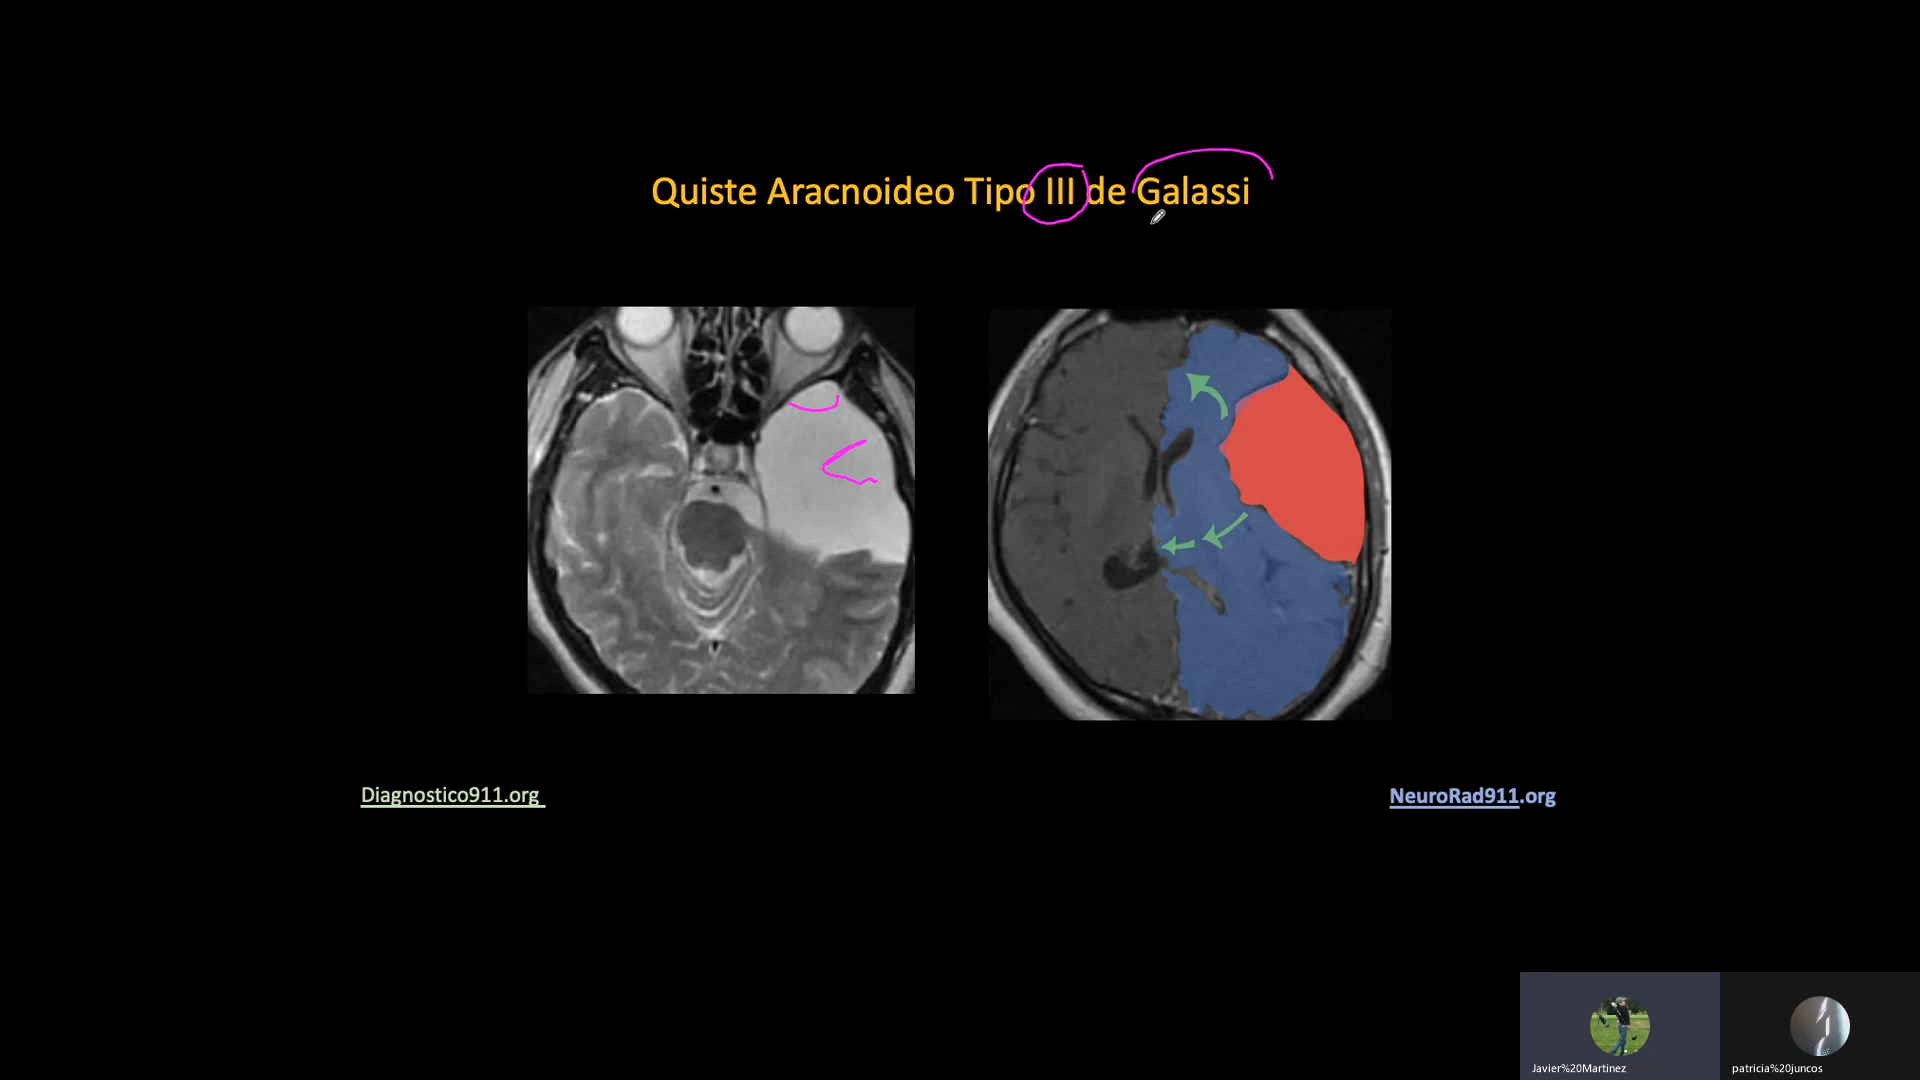 Quiste Aracnoideo Tipo III de Galassi
Diagnostico911.org
NeuroRad911.org
Javier%20Martinez
patricia%20juncos